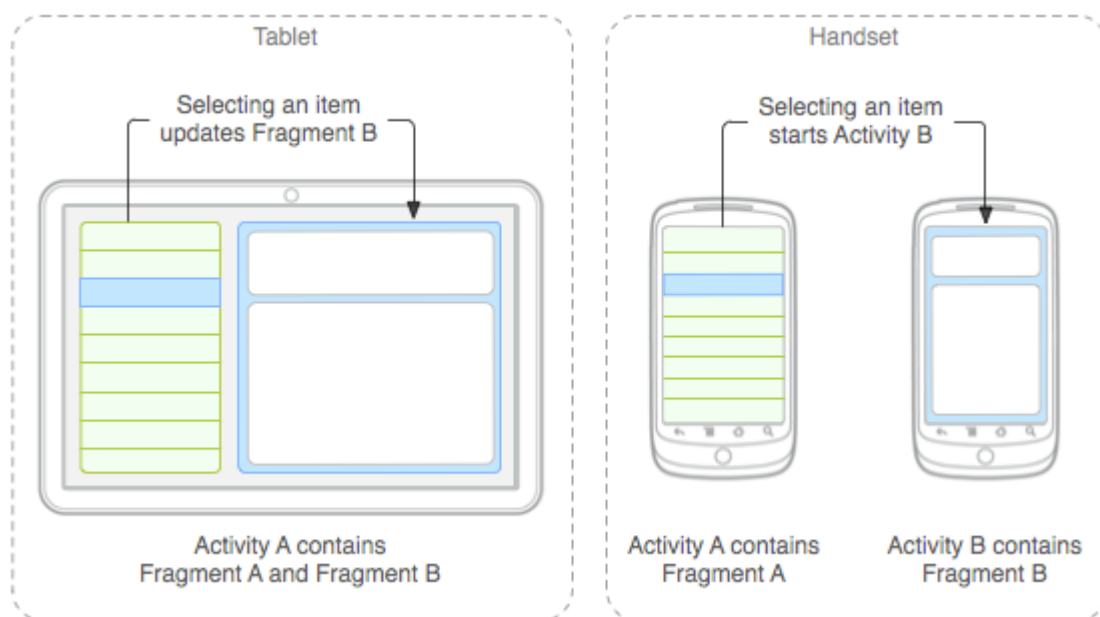 Tablet
Selecting an item
updates Fragment B
Activity A contains
Fragment A and Fragment B
Handset
Selecting an item
starts Activity B
Activity A contains
Fragment A
Activity B contains
Fragment B